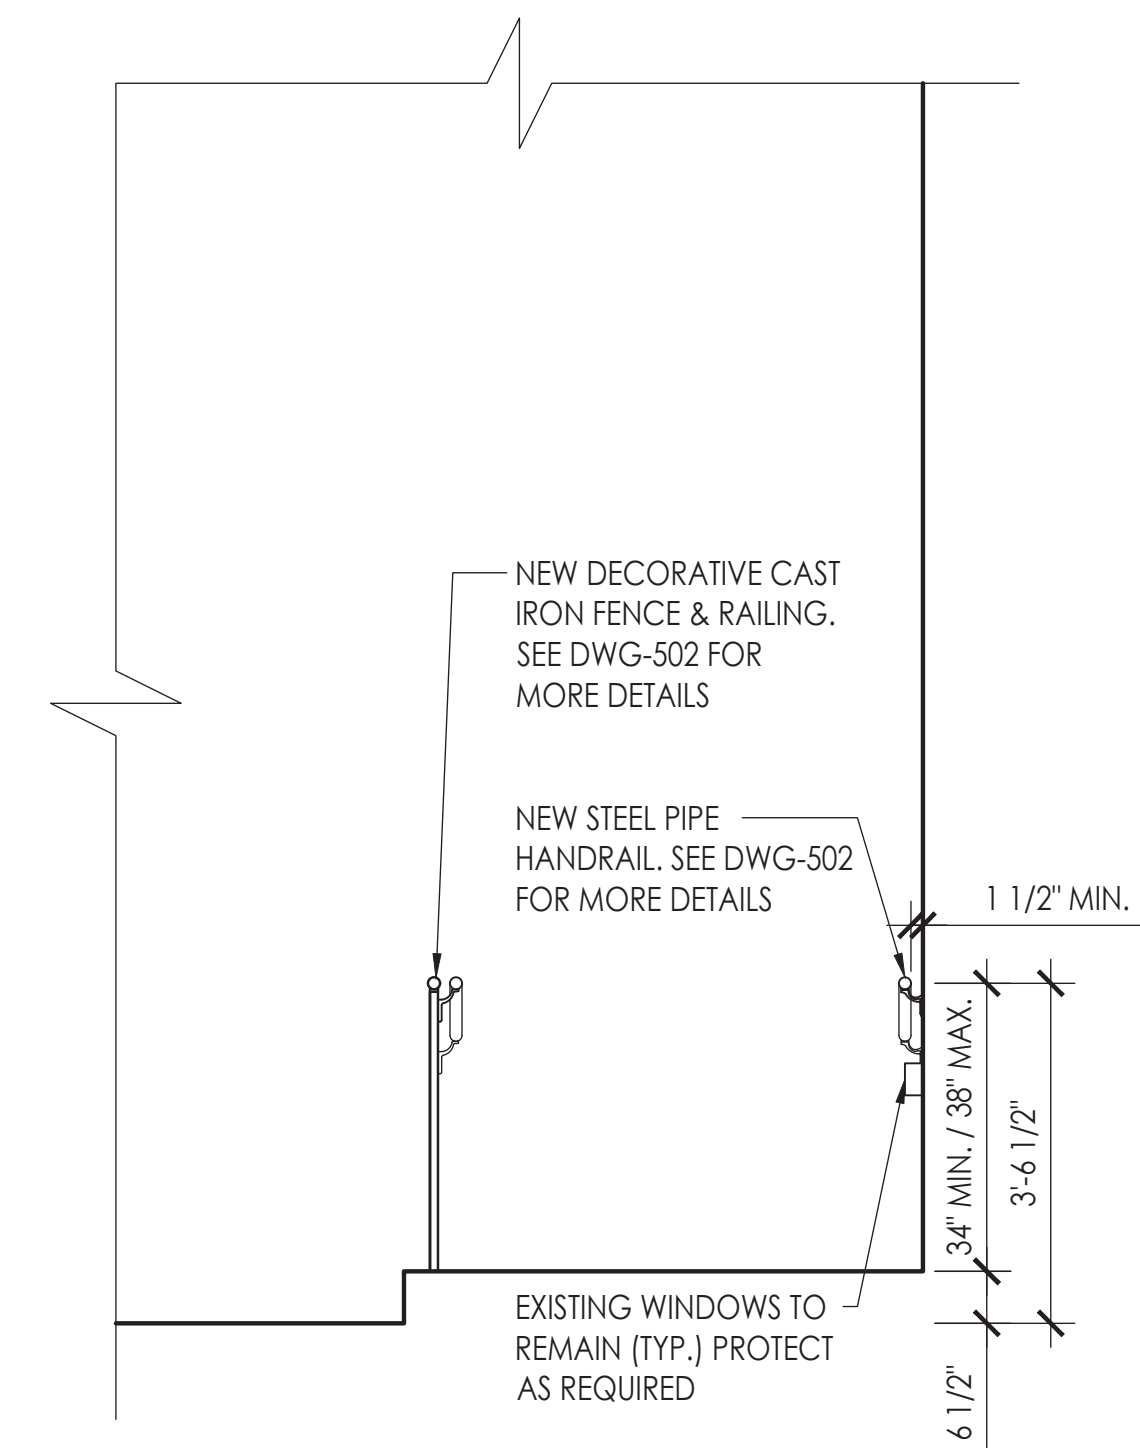 NEW DECORATIVE CAST
IRON FENCE & RAILING.
SEE DWG-502 FOR
MORE DETAILS
NEW STEEL PIPE
HANDRAIL. SEE DWG-502
FOR MORE DETAILS
1 1/2" MIN.
34" MIN. / 38" MAX.
3'-6 1/2"
EXISTING WINDOWS TO
REMAIN (TYP.) PROTECT
AS REQUIRED
6 1/2"